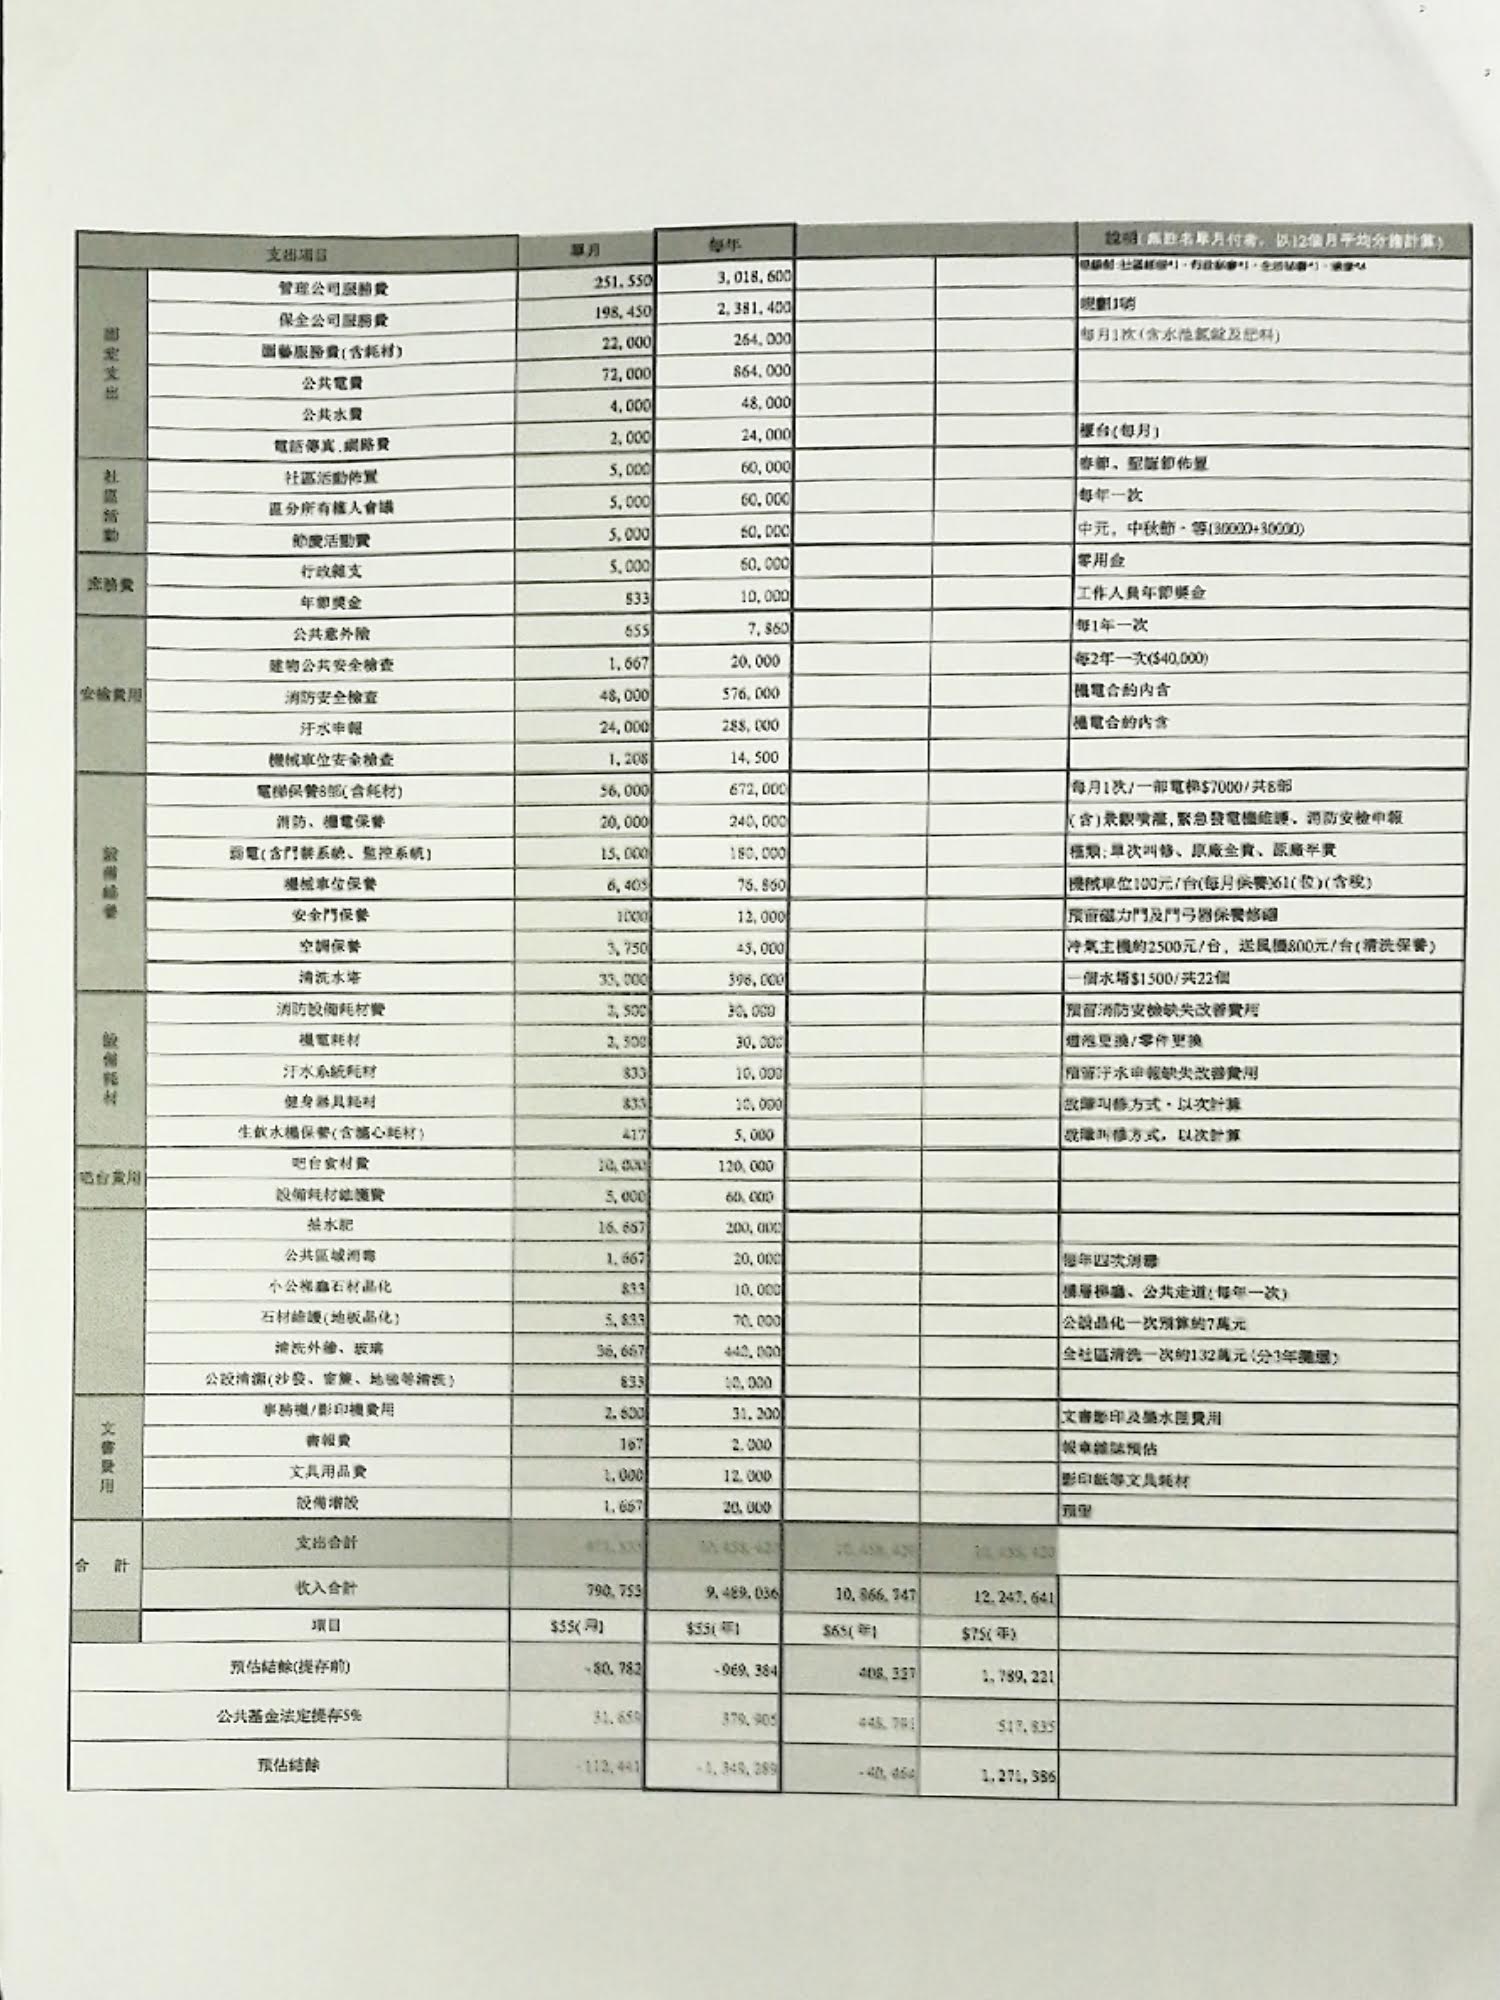 支出項目 單月 每年 說明(無註名單月付者，以12個月平均分攤計算)
固定支出
管理公司服務費 251,550 3,018,600
保全公司服務費 198,450 2,381,400 規劃1哨
園藝服務費(含耗材) 22,000 264,000 每月1次(含水池氯錠及肥料)
公共電費 72,000 864,000
公共水費 4,000 48,000
電話傳真.網路費 2,000 24,000 櫃台(每月)
社區活動
社區活動佈置 5,000 60,000 春節、聖誕節佈置
區分所有權人會議 5,000 60,000 每年一次
節慶活動費 5,000 60,000 中元，中秋節‧等(30000+30000)
庶務費
行政雜支 5,000 60,000 零用金
年節獎金 833 10,000 工作人員年節獎金
安檢費用
公共意外險 655 7,860 每1年一次
建物公共安全檢查 1,667 20,000 每2年一次($40,000)
消防安全檢查 48,000 576,000 機電合約內含
汙水申報 24,000 288,000 機電合約內含
機械車位安全檢查 1,208 14,500
設備保養
電梯保養8部(含耗材) 56,000 672,000 每月1次/一部電梯$7000/共8部
消防、機電保養 20,000 240,000 (含)景觀噴灌,緊急發電機維護、消防安檢申報
弱電(含門禁系統、監控系統) 15,000 180,000 種類:單次叫修、原廠全責、原廠半責
機械車位保養 6,405 76,860 機械車位100元/台(每月保養)61(位)(含稅)
安全門保養 1000 12,000 預留磁力門及門弓器保養修繕
空調保養 3,750 45,000 冷氣主機約2500元/台，送風機800元/台(清洗保養)
清洗水塔 33,000 396,000 一個水塔$1500/共22個
設備耗材
消防設備耗材費 2,500 30,000 預留消防安檢缺失改善費用
機電耗材 2,500 30,000 燈泡更換/零件更換
汙水系統耗材 833 10,000 預留汙水申報缺失改善費用
健身器具耗材 833 10,000 故障叫修方式，以次計算
生飲水機保養(含濾心耗材) 417 5,000 故障叫修方式，以次計算
吧台費用
吧台食材費 10,000 120,000
設備耗材維護費 5,000 60,000
抽水肥 16,667 200,000
公共區域消毒 1,667 20,000 每年四次消毒
小公梯廳石材晶化 833 10,000 樓層梯廳、公共走道(每年一次)
石材維護(地板晶化) 5,833 70,000 公設晶化一次預算約7萬元
清洗外牆、玻璃 36,667 440,000 全社區清洗一次約132萬元(分3年攤還)
公設清潔(沙發、窗簾、地毯等清洗) 833 10,000
文書費用
事務機/影印機費用 2,600 31,200 文書影印及墨水匣費用
書報費 167 2,000 報章雜誌預估
文具用品費 1,000 12,000 影印紙等文具耗材
設備增設 1,667 20,000 預留
合 計
支出合計
收入合計 790,753 9,489,036 10,866,747 12,247,641
項目 $55(月) $55(年) $65(年) $75(年)
預估結餘(提存前) -80,782 -969,384 408,327 1,789,221
公共基金法定提存5% 31,659 379,905 448,791 517,835
預估結餘 -112,441 -1,349,289 -40,464 1,271,386